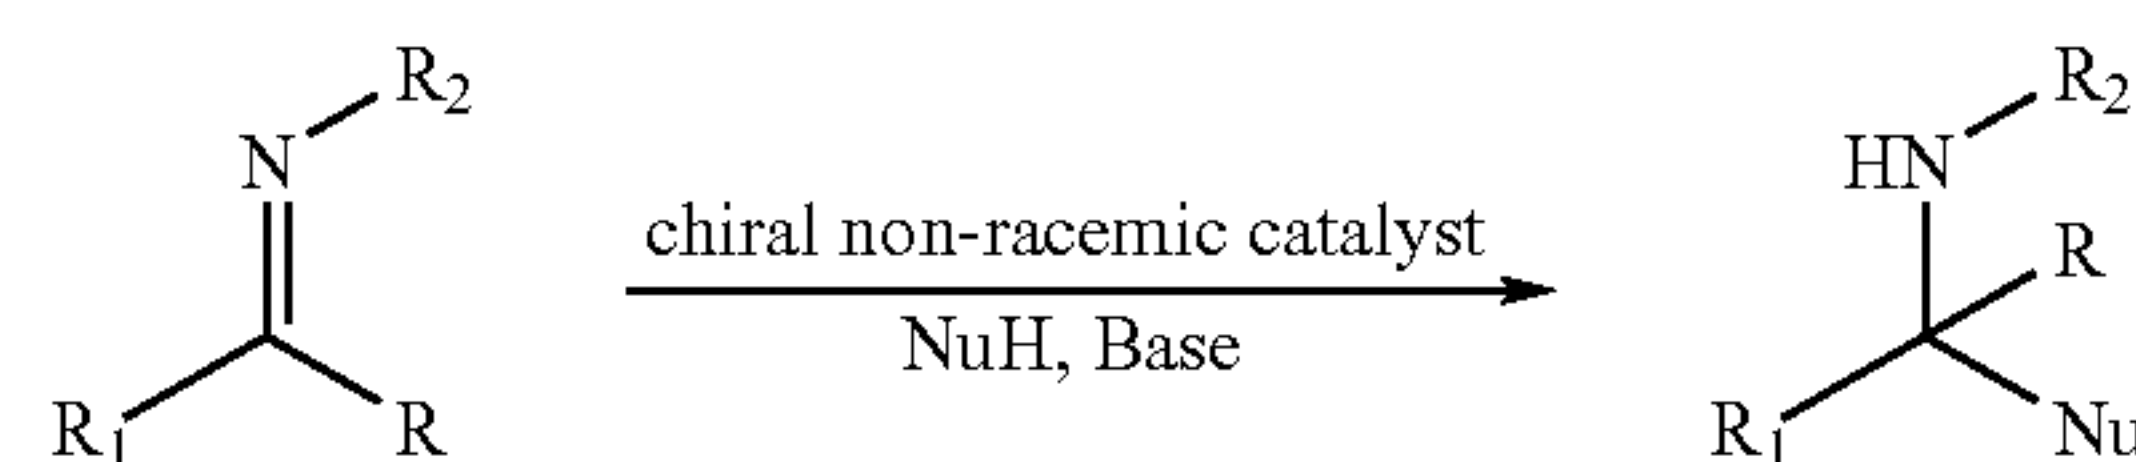 R2
N
R1
R
chiral non-racemic catalyst
NuH, Base
R2
HN
R
R1
Nu